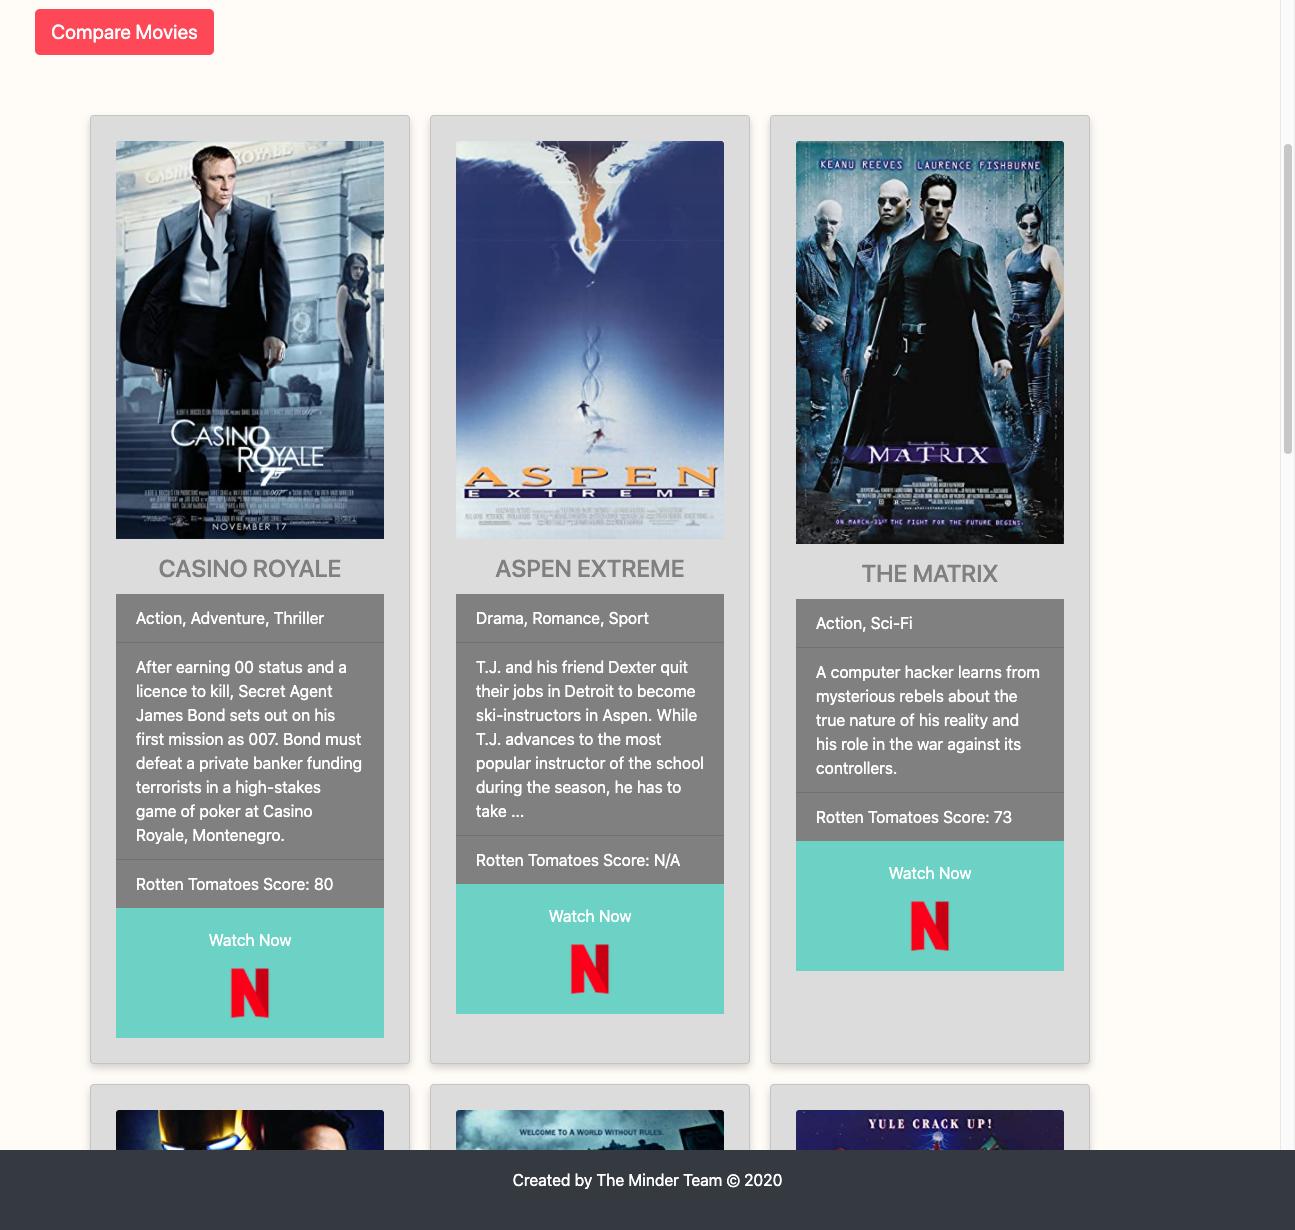 Compare Movies
CASINO ROYALE
KEANU REEVES LAURENCE FISHBURNE
CASINO
ROYALE
007
NOVEMBER 17
ASPEN
EXTREME
THE
MATRIX
ON MARCH 31ST THE FIGHT FOR THE FUTURE BEGINS.
CASINO ROYALE
ASPEN EXTREME
THE MATRIX
Action, Adventure, Thriller
After earning 00 status and a
licence to kill, Secret Agent
James Bond sets out on his
first mission as 007. Bond must
defeat a private banker funding
terrorists in a high-stakes
game of poker at Casino
Royale, Montenegro.
Rotten Tomatoes Score: 80
Watch Now
N
Drama, Romance, Sport
T.J. and his friend Dexter quit
their jobs in Detroit to become
ski-instructors in Aspen. While
T.J. advances to the most
popular instructor of the school
during the season, he has to
take ...
Rotten Tomatoes Score: N/A
Watch Now
N
Action, Sci-Fi
A computer hacker learns from
mysterious rebels about the
true nature of his reality and
his role in the war against its
controllers.
Rotten Tomatoes Score: 73
Watch Now
N
WELCOME TO A WORLD WITHOUT RULES.
YULE CRACK UP!
Created by The Minder Team © 2020